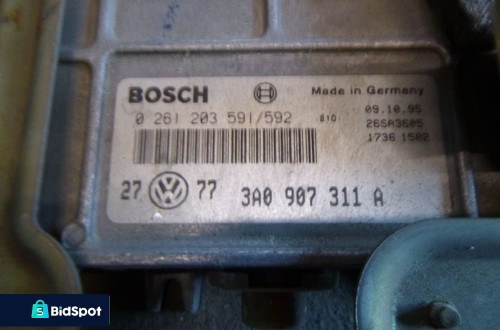 BOSCH
Made in Germany
0 261 203 591/592
810
09.10.95
26SA3605
1736 1502
27
77
3A0 907 311 A
BidSpot